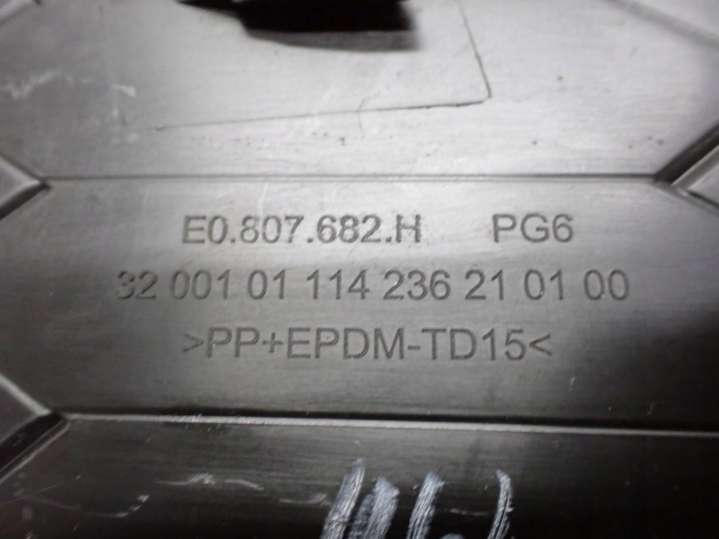 E0.807.682.H PG6
32 001 01 114 236 21 01 00
>PP+EPDM-TD15<